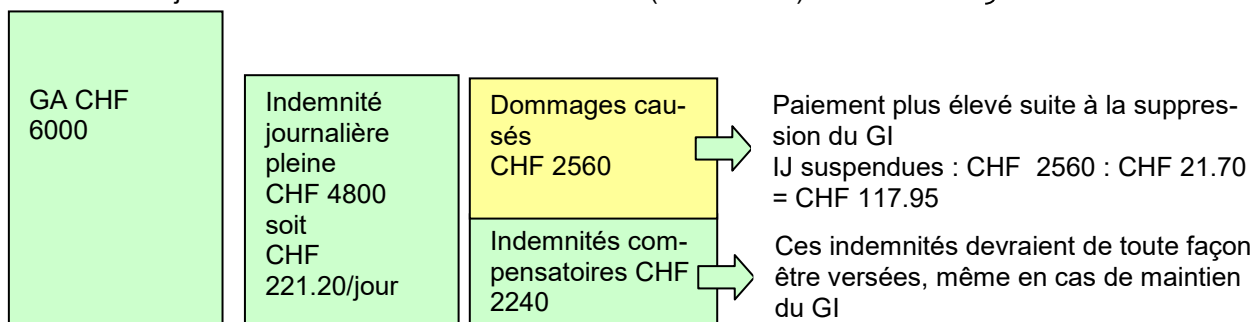 GA CHF
6000
Indemnité
journalière
pleine
CHF 4800
soit
CHF
221.20/jour
Dommages cau-
sés
CHF 2560
Indemnités com-
pensatoires CHF
2240
Paiement plus élevé suite à la suppres-
sion du GI
IJ suspendues : CHF  2560 : CHF 21.70
= CHF 117.95
Ces indemnités devraient de toute façon
être versées, même en cas de maintien
du GI